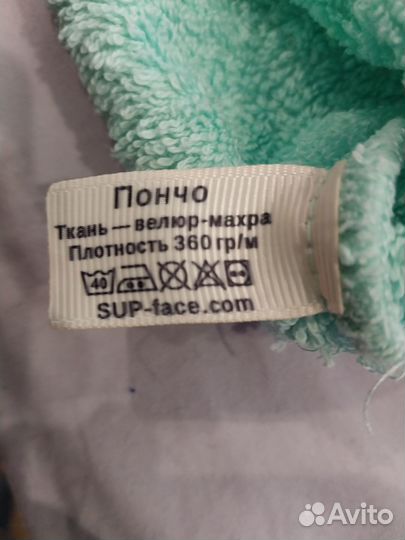 Пончо
Ткань — велюр-махра
Плотность 360 гр/м
40
SUP-face.com
Avito